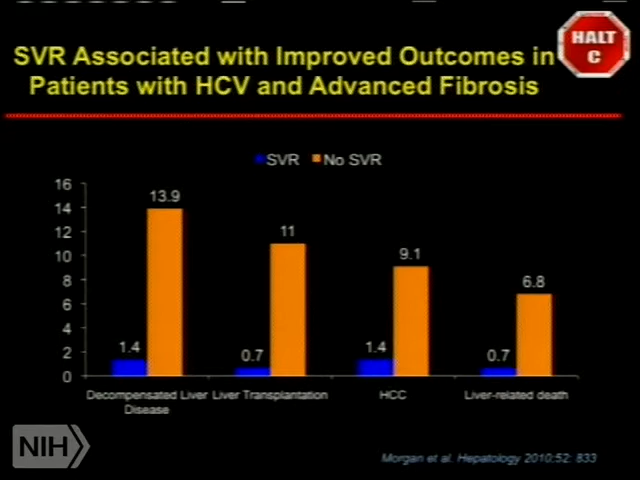 SVR Associated with Improved Outcomes in
Patients with HCV and Advanced Fibrosis
HALT
C
SVR No SVR
16
14
12
10
8
6
4
2
0
13.9
11
9.1
6.8
1.4
0.7
1.4
0.7
Decompensated Liver Disease
Liver Transplantation
HCC
Liver-related death
NIH
Morgan et al. Hepatology 2010:52: 833